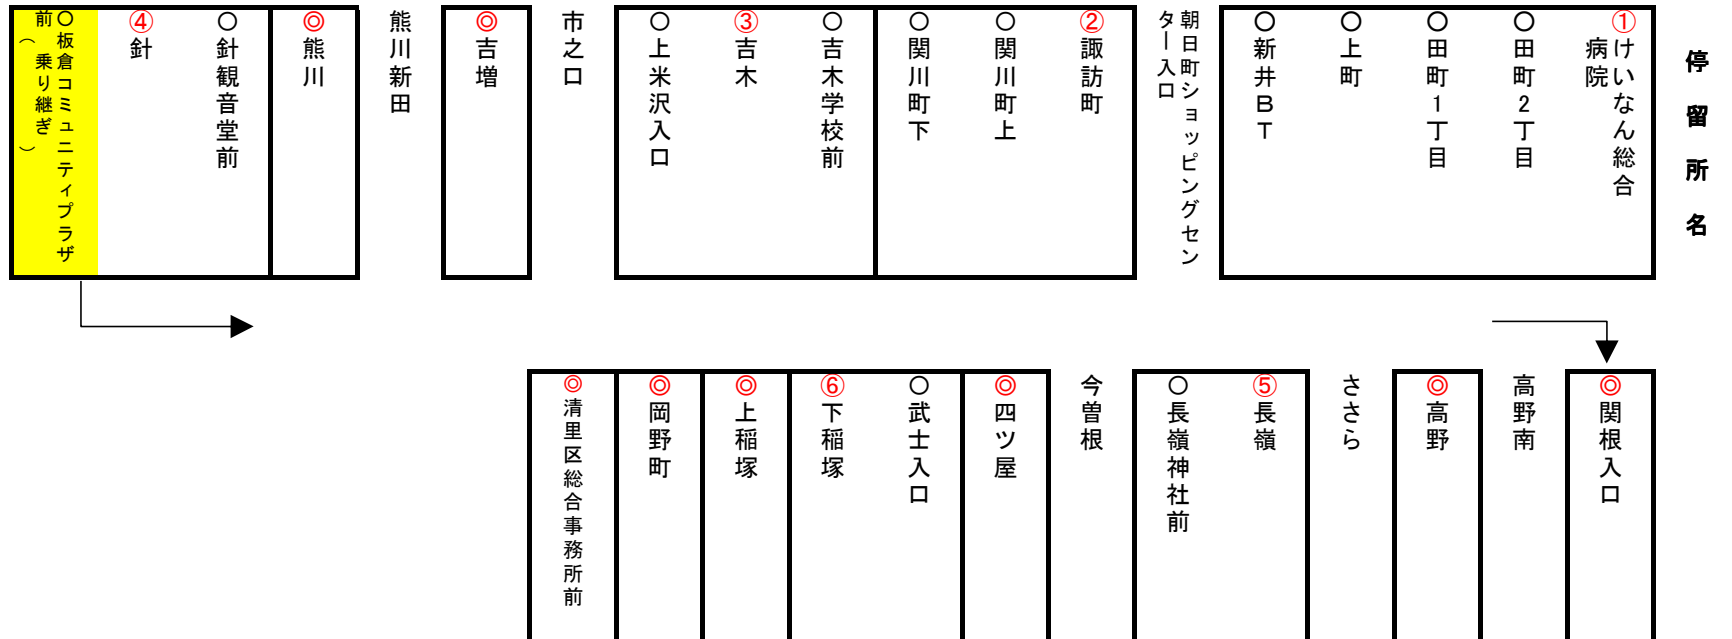 停留所名
①けいなん総合
病院
○田町2丁目
○田町1丁目
○上町
○新井BT
朝日町ショッピングセン
ター入口
②諏訪町
○関川町上
○関川町下
○吉木学校前
③吉木
○上米沢入口
市之口
◎吉増
熊川新田
◎熊川
○針観音堂前
④針
○板倉コミュニティプラザ
前(乗り継ぎ)
◎関根入口
高野南
◎高野
ささら
⑤長嶺
○長嶺神社前
今曽根
◎四ツ屋
○武士入口
⑥下稲塚
◎上稲塚
◎岡野町
◎清里区総合事務所前